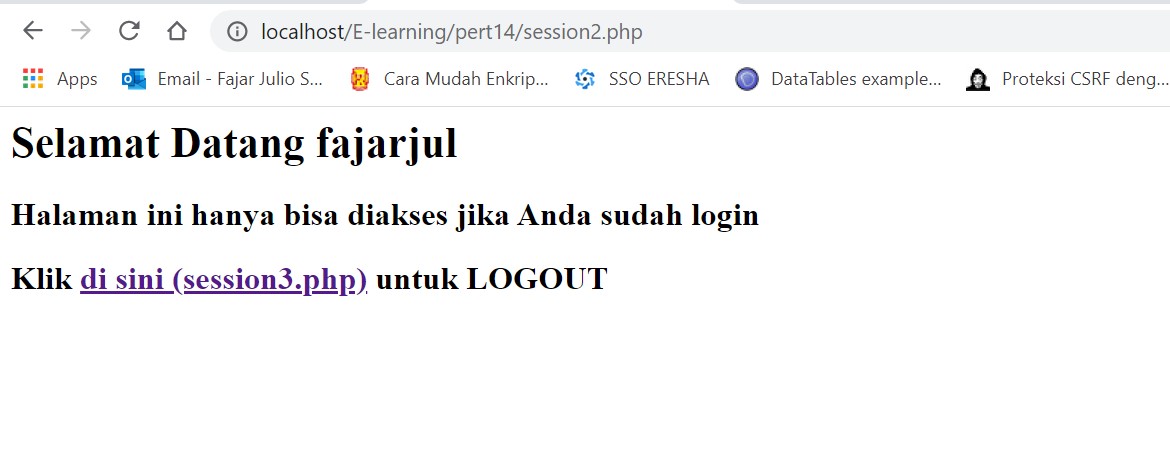 localhost/E-learning/pert14/session2.php
Apps Email - Fajar Julio S... Cara Mudah Enkrip... SSO ERESHA DataTables example... Proteksi CSRF deng...
Selamat Datang fajarjul
Halaman ini hanya bisa diakses jika Anda sudah login
Klik di sini (session3.php) untuk LOGOUT